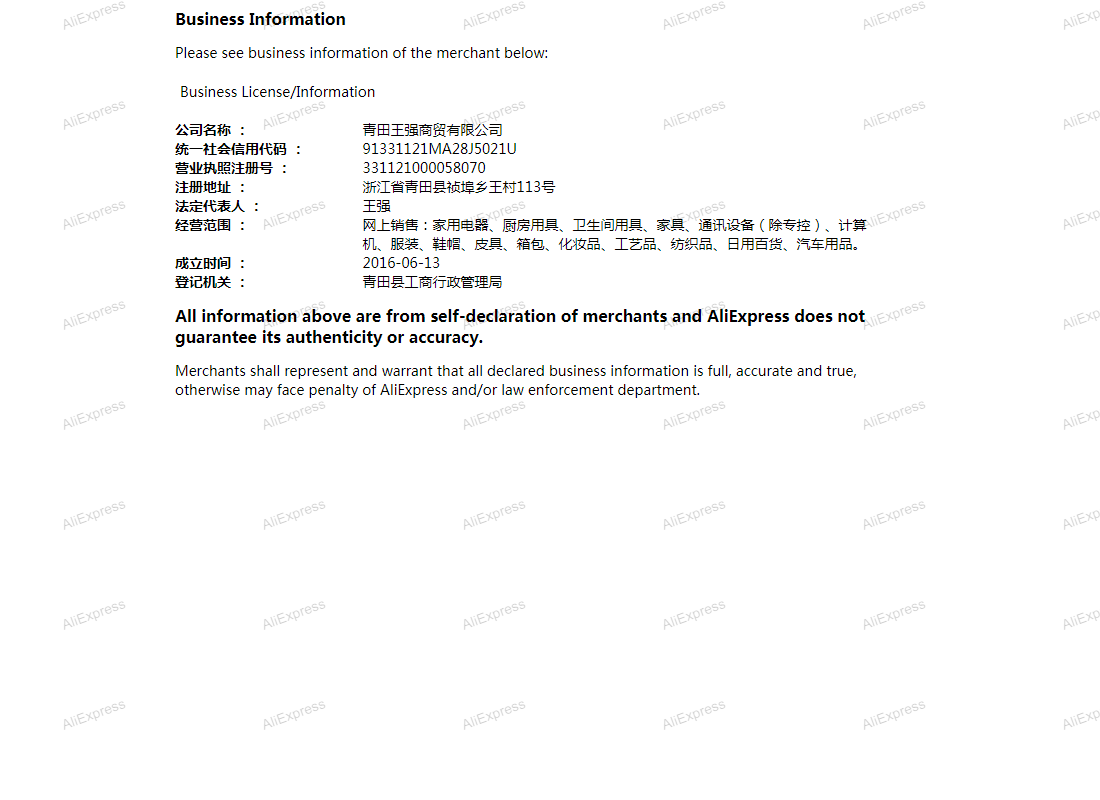 Business Information
Please see business information of the merchant below:
Business License/Information
公司名称 ： 青田王强商贸有限公司
统一社会信用代码 ： 91331121MA28J5021U
营业执照注册号 ： 331121000058070
注册地址 ： 浙江省青田县祯埠乡王村113号
法定代表人 ： 王强
经营范围 ： 网上销售：家用电器、厨房用具、卫生间用具、家具、通讯设备（除专控）、计算
机、服装、鞋帽、皮具、箱包、化妆品、工艺品、纺织品、日用百货、汽车用品。
成立时间 ： 2016-06-13
登记机关 ： 青田县工商行政管理局
All information above are from self-declaration of merchants and AliExpress does not
guarantee its authenticity or accuracy.
Merchants shall represent and warrant that all declared business information is full, accurate and true,
otherwise may face penalty of AliExpress and/or law enforcement department.
AliExpress